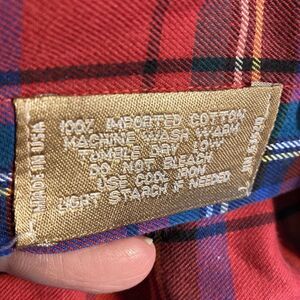 100% IMPORTED COTTON
MACHINE WASH WARM
TUMBLE DRY LOW
DO NOT BLEACH
USE COOL IRON
LIGHT STARCH IF NEEDED
MADE IN USA